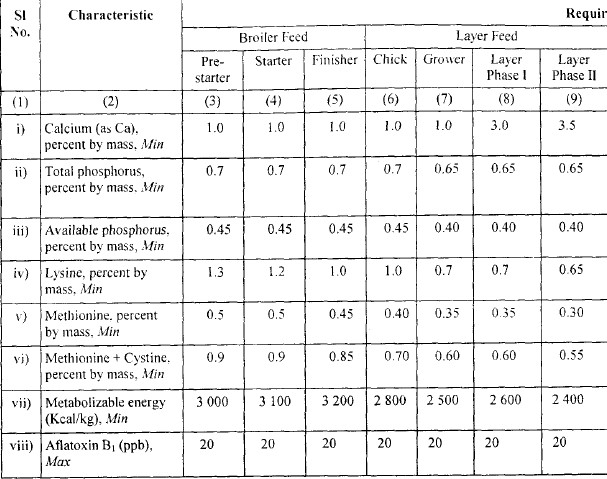 Sl No. Characteristic Requir
Broiler Feed Layer Feed
Pre-starter Starter Finisher Chick Grower Layer Phase I Layer Phase II
(1) (2) (3) (4) (5) (6) (7) (8) (9)
i) Calcium (as Ca), percent by mass, Min 1.0 1.0 1.0 1.0 1.0 3.0 3.5
ii) Total phosphorus, percent by mass, Min 0.7 0.7 0.7 0.7 0.65 0.65 0.65
iii) Available phosphorus, percent by mass, Min 0.45 0.45 0.45 0.45 0.40 0.40 0.40
iv) Lysine, percent by mass, Min 1.3 1.2 1.0 1.0 0.7 0.7 0.65
v) Methionine, percent by mass, Min 0.5 0.5 0.45 0.40 0.35 0.35 0.30
vi) Methionine + Cystine, percent by mass, Min 0.9 0.9 0.85 0.70 0.60 0.60 0.55
vii) Metabolizable energy (Kcal/kg), Min 3 000 3 100 3 200 2 800 2 500 2 600 2 400
viii) Aflatoxin B₁ (ppb), Max 20 20 20 20 20 20 20